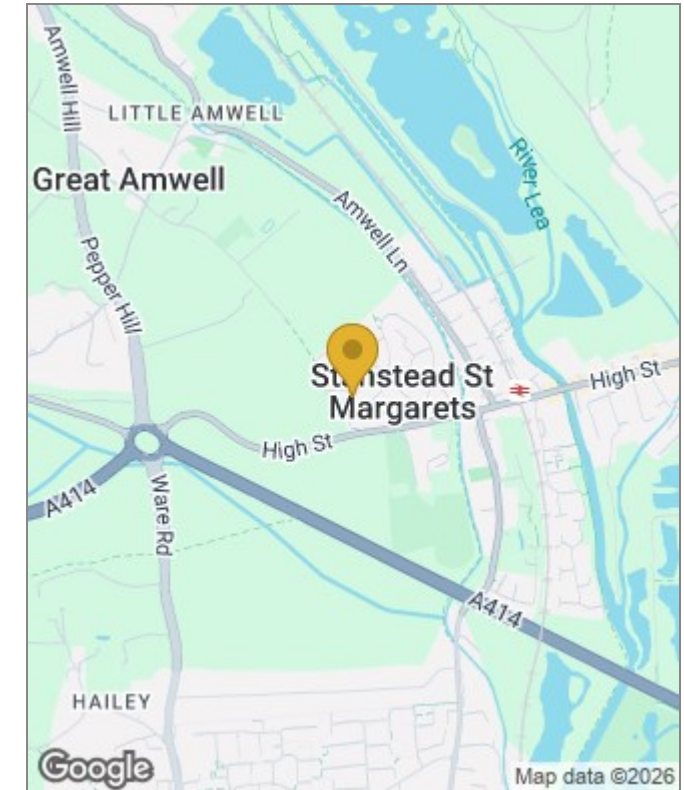 Amwell Hill
LITTLE AMWELL
Great Amwell
River Lea
Amwell Ln
Pepper Hill
Stanstead St
Margarets
High St
High St
A414
Ware Rd
A414
HAILEY
Google
Map data ©2026